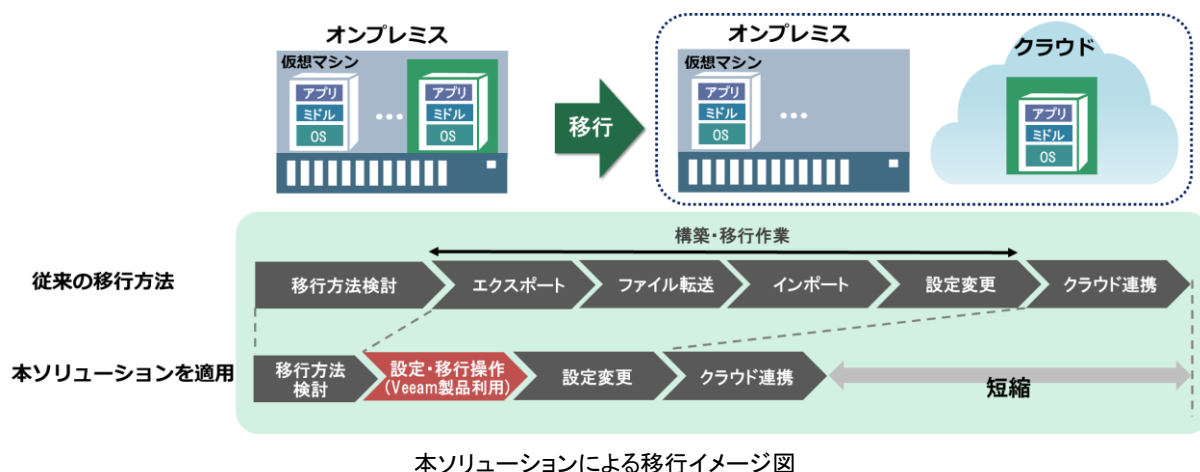 オンプレミス
仮想マシン
アプリ
ミドル
OS
...
アプリ
ミドル
OS
移行
オンプレミス
仮想マシン
アプリ
ミドル
OS
...
クラウド
アプリ
ミドル
OS
構築・移行作業
従来の移行方法
移行方法検討
エクスポート
ファイル転送
インポート
設定変更
クラウド連携
本ソリューションを適用
移行方法
検討
設定・移行操作
(Veeam製品利用)
設定変更
クラウド連携
短縮
本ソリューションによる移行イメージ図